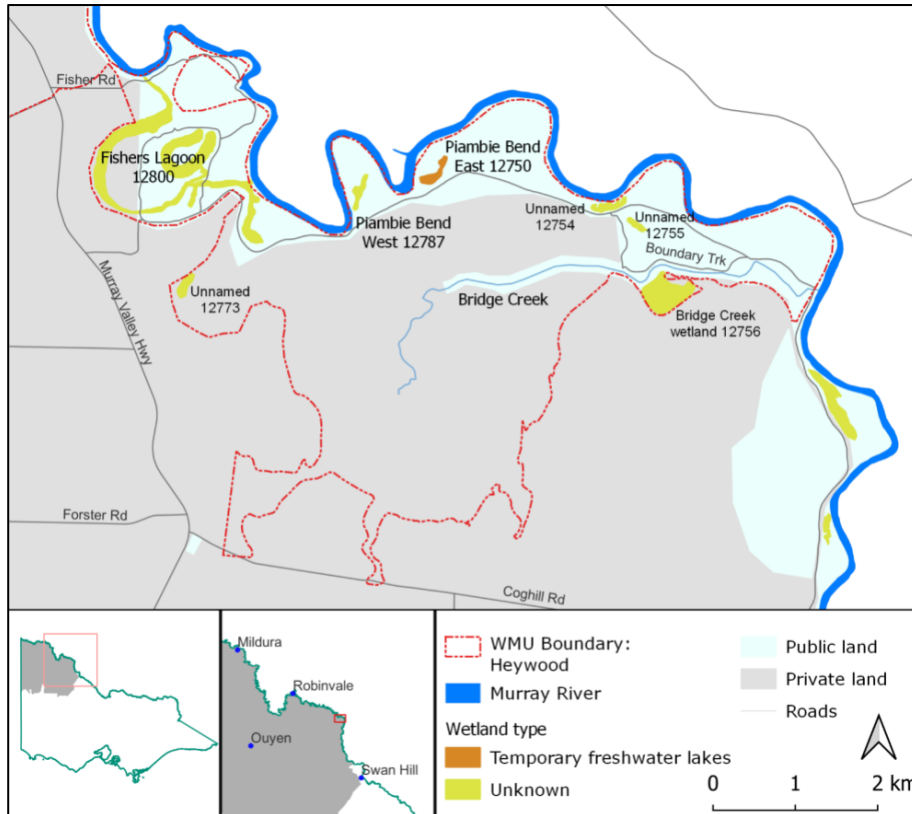 Fisher Rd
Fishers Lagoon
12800
Piambie Bend
East 12750
Piambie Bend
West 12787
Unnamed
12754
Unnamed
12755
Boundary Trk
Unnamed
12773
Bridge Creek
Bridge Creek
wetland 12756
Murray Valley Hwy
Forster Rd
Coghill Rd
Mildura
Robinvale
Ouyen
Swan Hill
WMU Boundary:
Heywood
Murray River
Wetland type
Temporary freshwater lakes
Unknown
Public land
Private land
Roads
0 1 2 km